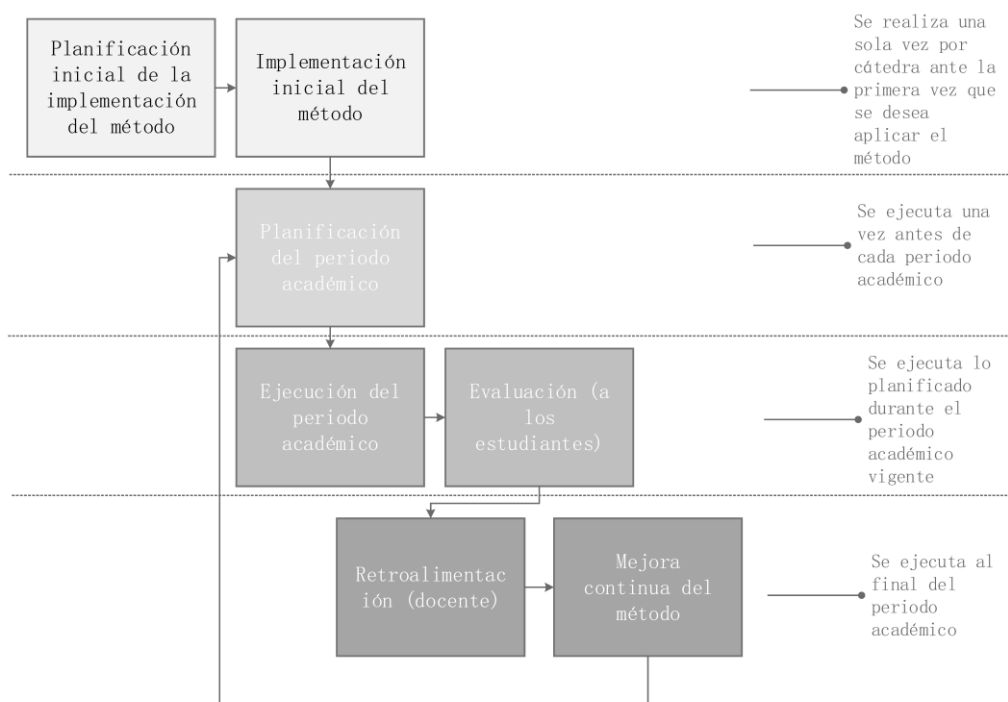 Planificación
inicial de la
implementación
del método
Implementación
inicial del
método
Se realiza una
sola vez por
cátedra ante la
primera vez que
se desea
aplicar el
método
Planificación
del periodo
académico
Se ejecuta una
vez antes de
cada periodo
académico
Ejecución del
periodo
académico
Evaluación (a
los
estudiantes)
Se ejecuta lo
planificado
durante el
periodo
académico
vigente
Retroalimentac
ión (docente)
Mejora
continua del
método
Se ejecuta al
final del
periodo
académico